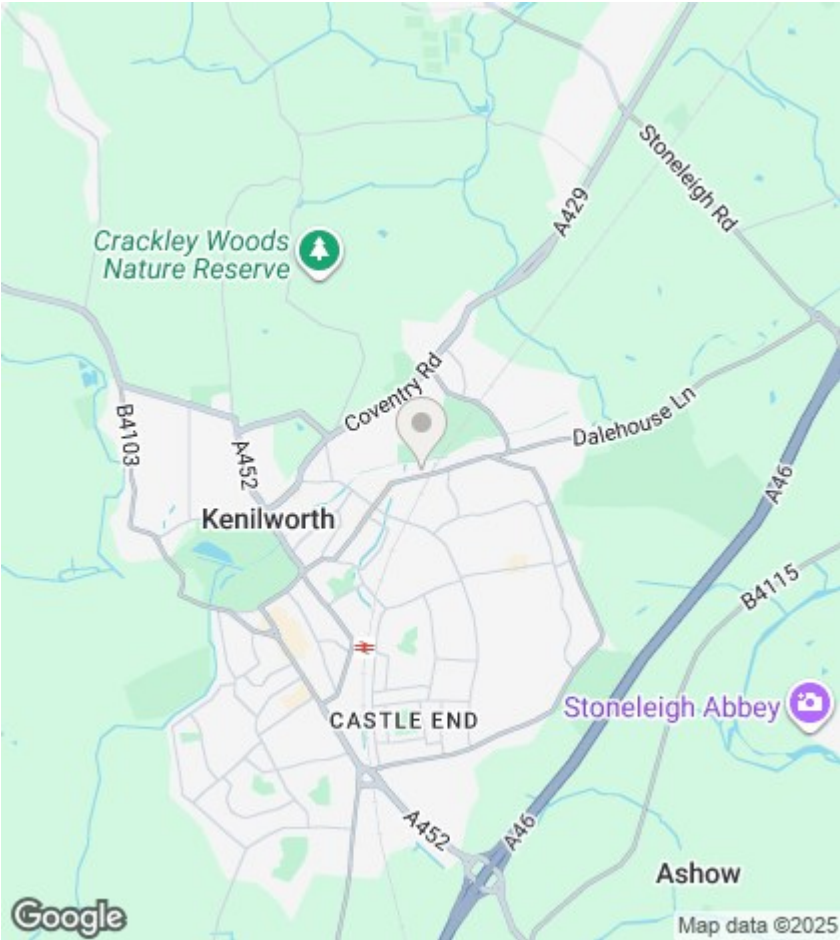 Stoneleigh Rd
A429
Crackley Woods
Nature Reserve
Coventry Rd
Dalehouse Ln
B4103
A452
A46
Kenilworth
B4115
Stoneleigh Abbey
CASTLE END
A452
A46
Ashow
Google
Map data ©2025